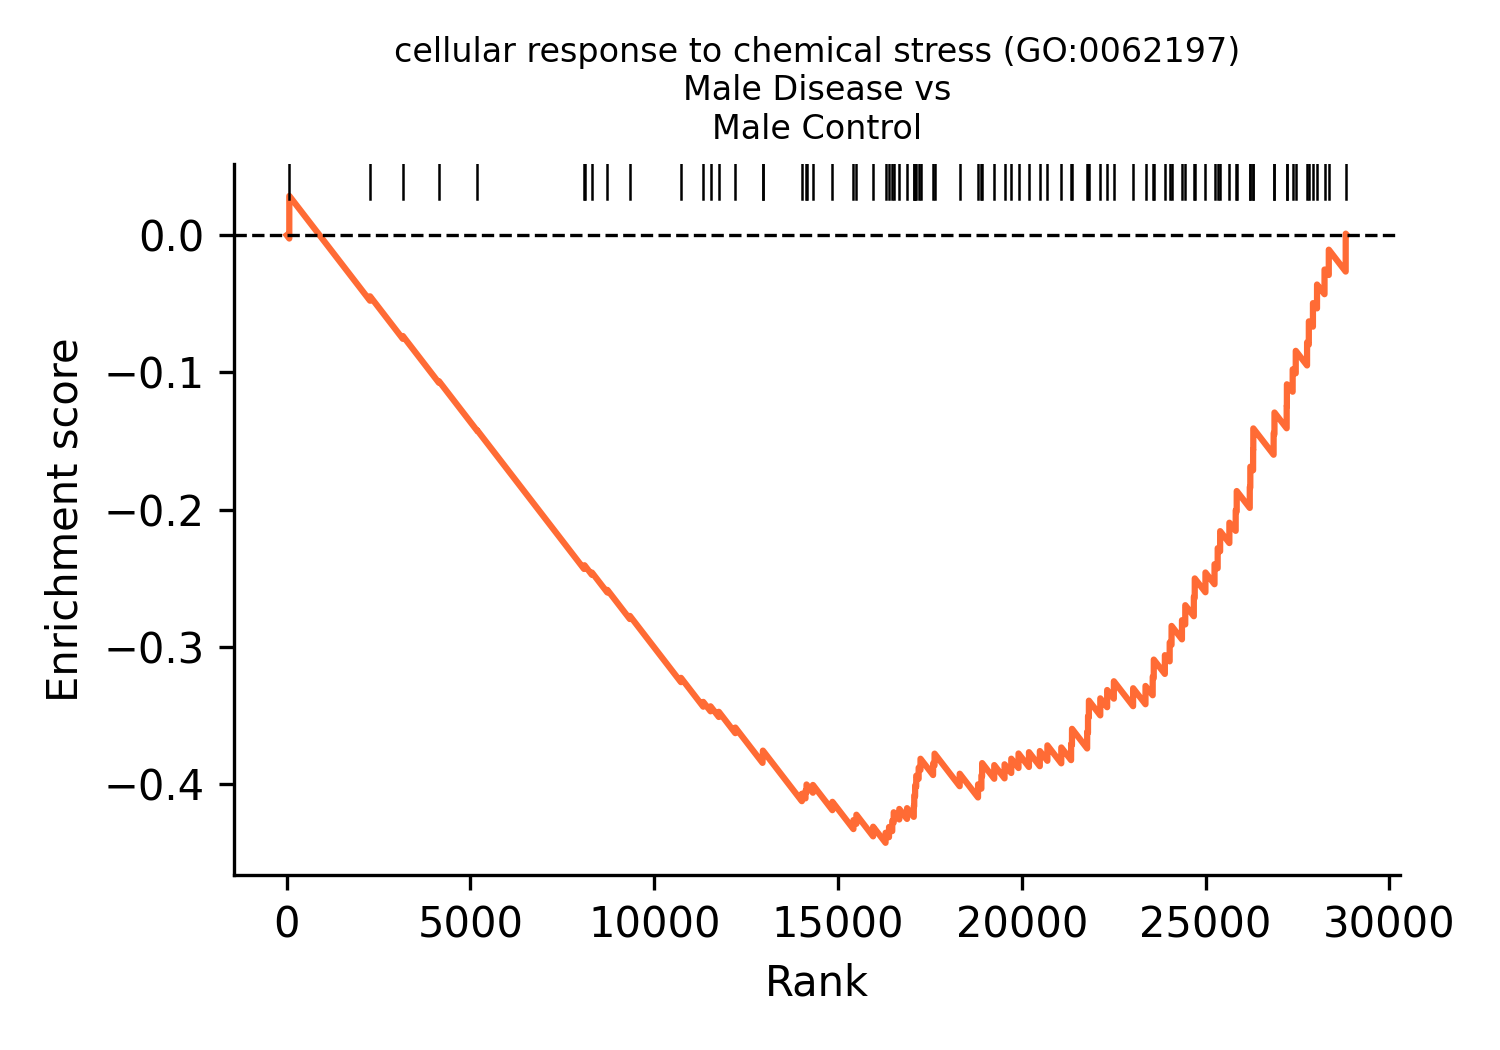 cellular response to chemical stress (GO:0062197)
Male Disease vs
Male Control
0.0
−0.1
−0.2
−0.3
−0.4
Enrichment score
0 5000 10000 15000 20000 25000 30000
Rank